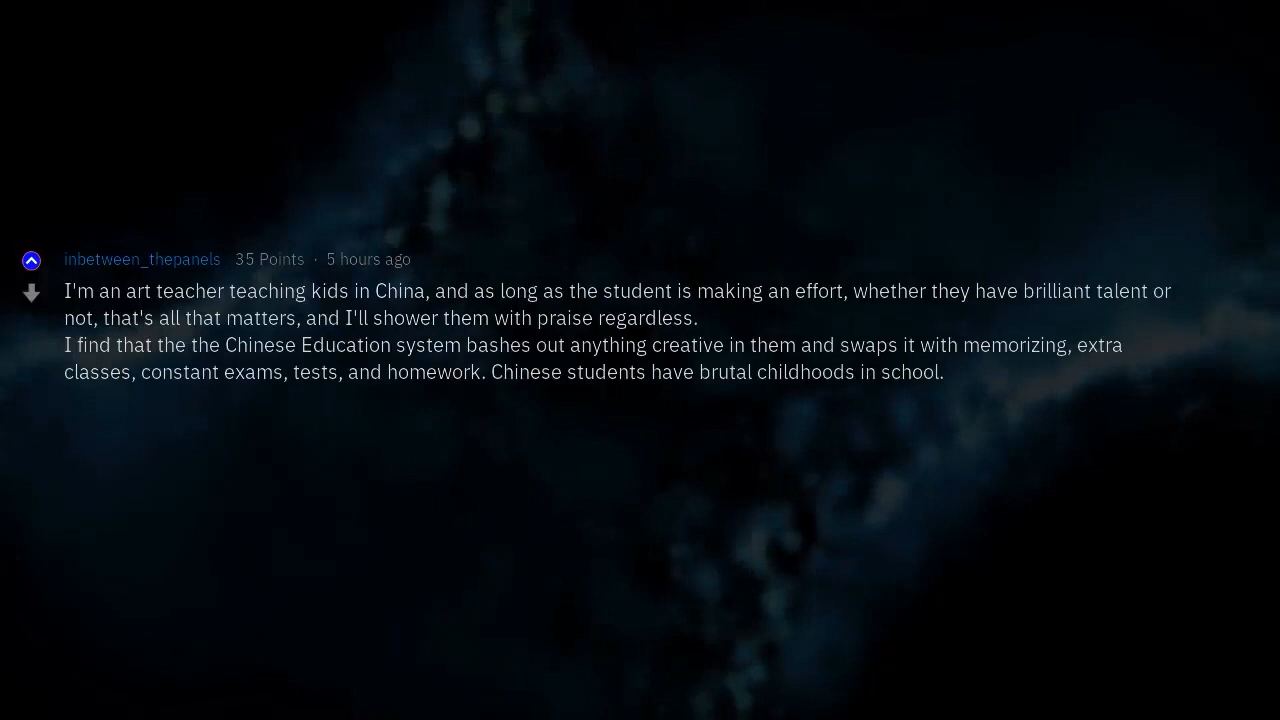 inbetween_thepanels 35 Points · 5 hours ago
I'm an art teacher teaching kids in China, and as long as the student is making an effort, whether they have brilliant talent or
not, that's all that matters, and I'll shower them with praise regardless.
I find that the the Chinese Education system bashes out anything creative in them and swaps it with memorizing, extra
classes, constant exams, tests, and homework. Chinese students have brutal childhoods in school.